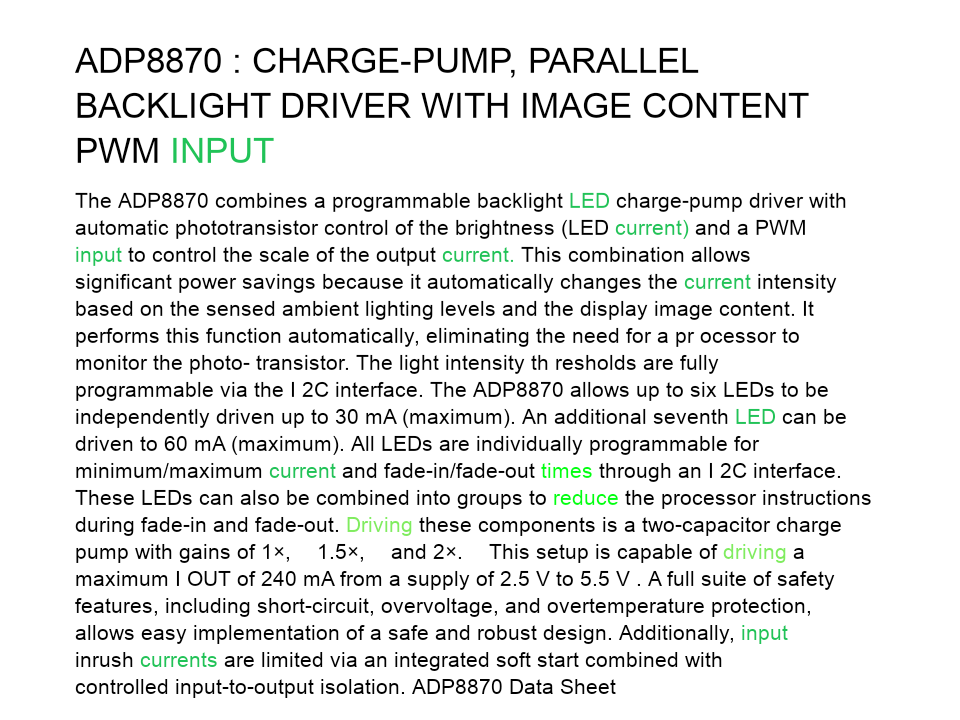 ADP8870 : CHARGE-PUMP, PARALLEL
BACKLIGHT DRIVER WITH IMAGE CONTENT
PWM INPUT
The ADP8870 combines a programmable backlight LED charge-pump driver with
automatic phototransistor control of the brightness (LED current) and a PWM
input to control the scale of the output current. This combination allows
significant power savings because it automatically changes the current intensity
based on the sensed ambient lighting levels and the display image content. It
performs this function automatically, eliminating the need for a pr ocessor to
monitor the photo- transistor. The light intensity th resholds are fully
programmable via the I 2C interface. The ADP8870 allows up to six LEDs to be
independently driven up to 30 mA (maximum). An additional seventh LED can be
driven to 60 mA (maximum). All LEDs are individually programmable for
minimum/maximum current and fade-in/fade-out times through an I 2C interface.
These LEDs can also be combined into groups to reduce the processor instructions
during fade-in and fade-out. Driving these components is a two-capacitor charge
pump with gains of 1×, 1.5×, and 2×. This setup is capable of driving a
maximum I OUT of 240 mA from a supply of 2.5 V to 5.5 V . A full suite of safety
features, including short-circuit, overvoltage, and overtemperature protection,
allows easy implementation of a safe and robust design. Additionally, input
inrush currents are limited via an integrated soft start combined with
controlled input-to-output isolation. ADP8870 Data Sheet